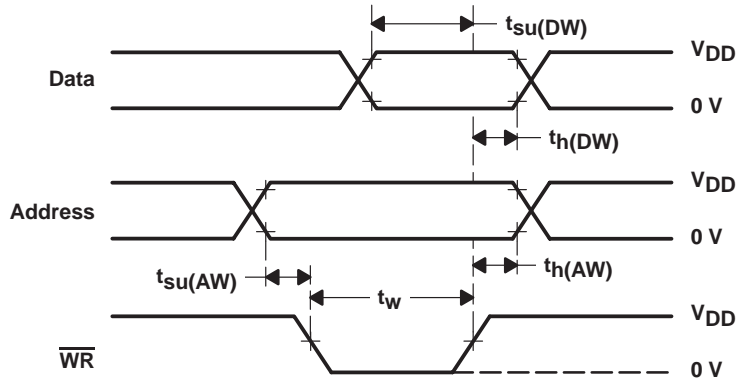 tsu(DW)
VDD
Data
0 V
th(DW)
VDD
Address
0 V
tsu(AW)
th(AW)
tw
VDD
WR
0 V